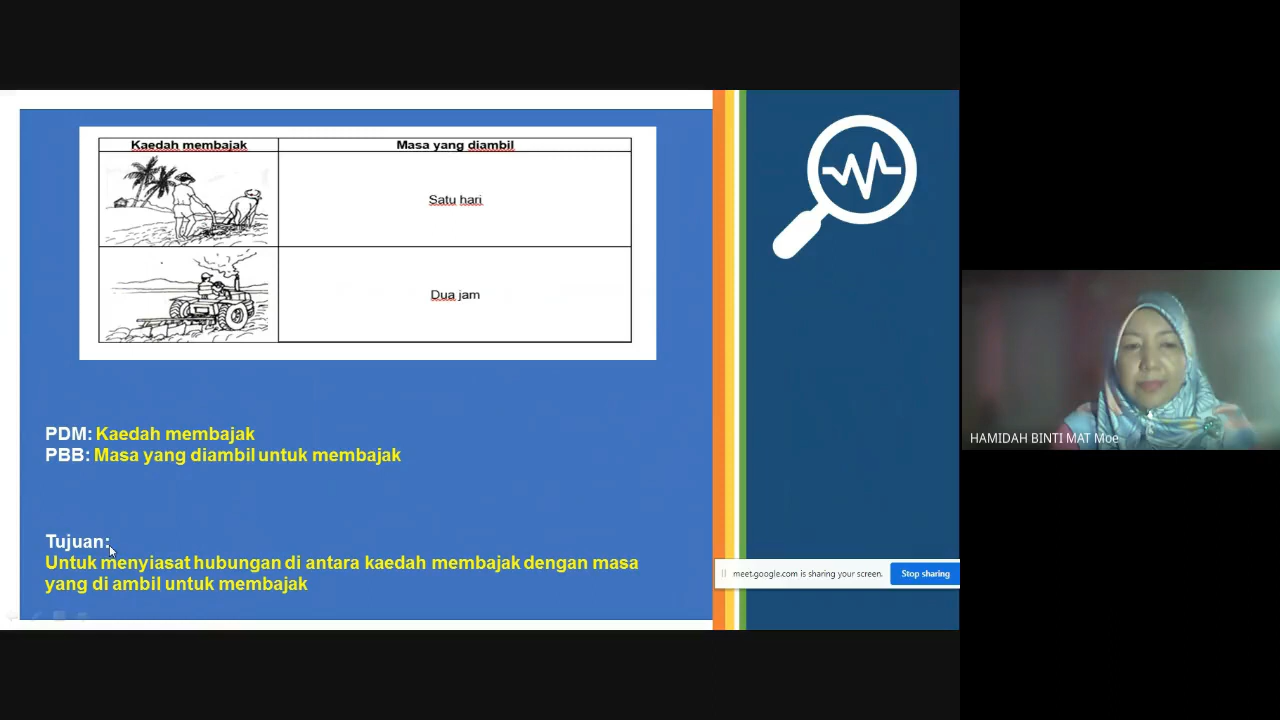 Kaedah membajak Masa yang diambil
Satu hari
Dua jam
PDM: Kaedah membajak
PBB: Masa yang diambil untuk membajak
Tujuan:
Untuk menyiasat hubungan di antara kaedah membajak dengan masa
yang di ambil untuk membajak
meet.google.com is sharing your screen. Stop sharing
HAMIDAH BINTI MAT Moe